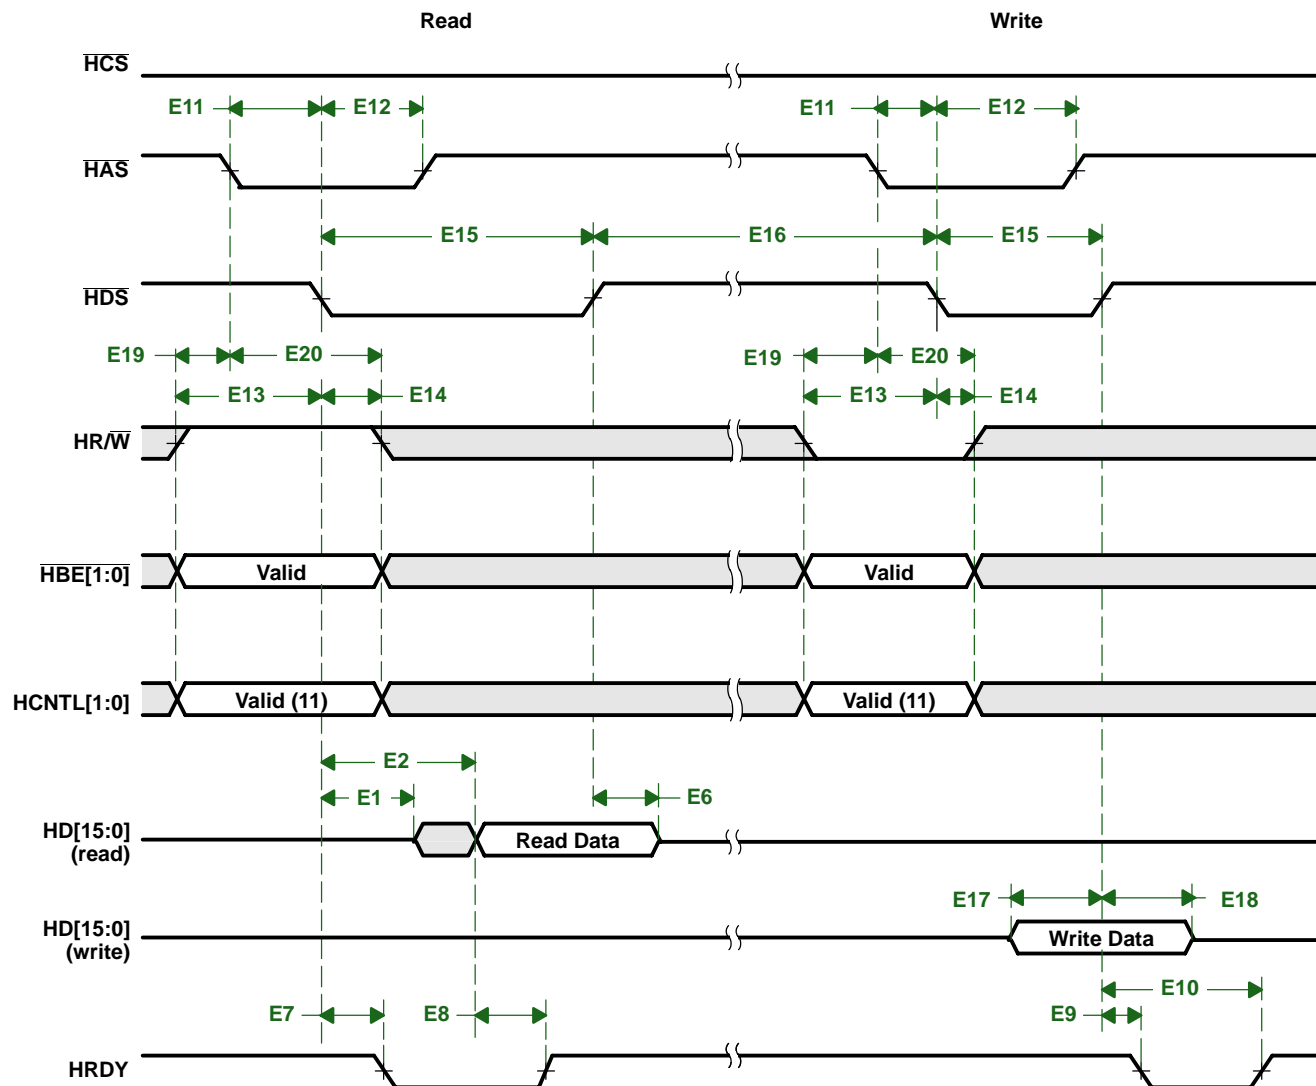 Read Write
HCS
E11 E12 E11 E12
HAS
E15 E16 E15
HDS
E19 E20 E19 E20
E13 E14 E13 E14
HR/W
HBE[1:0] Valid Valid
HCNTL[1:0] Valid (11) Valid (11)
E2
E1 E6
HD[15:0]
(read)
Read Data
E17 E18
HD[15:0]
(write)
Write Data
E10
E7 E8 E9
HRDY